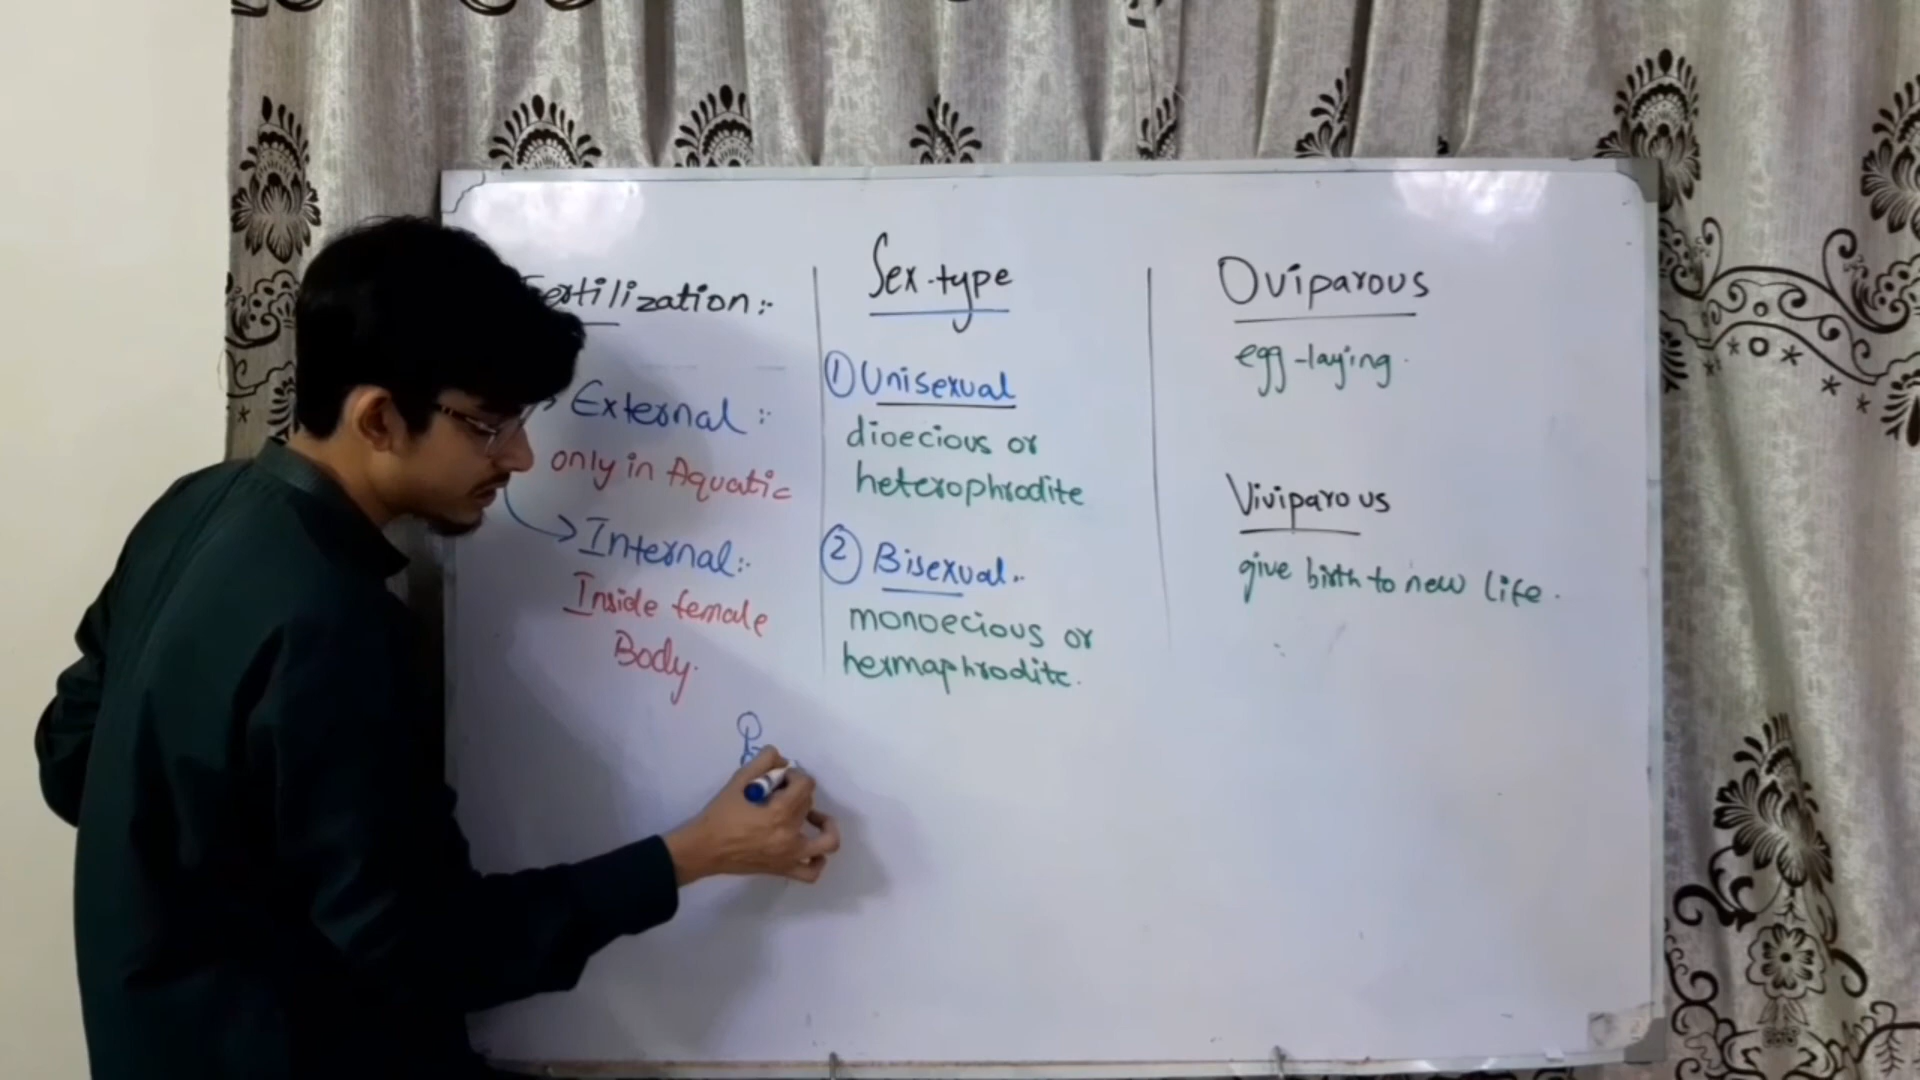 Fertilization:-
External :-
only in Aquatic
Internal:-
Inside female
Body.
Sex-type
① Unisexual
dioecious or
heterophrodite
② Bisexual..
monoecious or
hermaphrodite.
Oviparous
egg-laying.
Viviparous
give birth to new life.